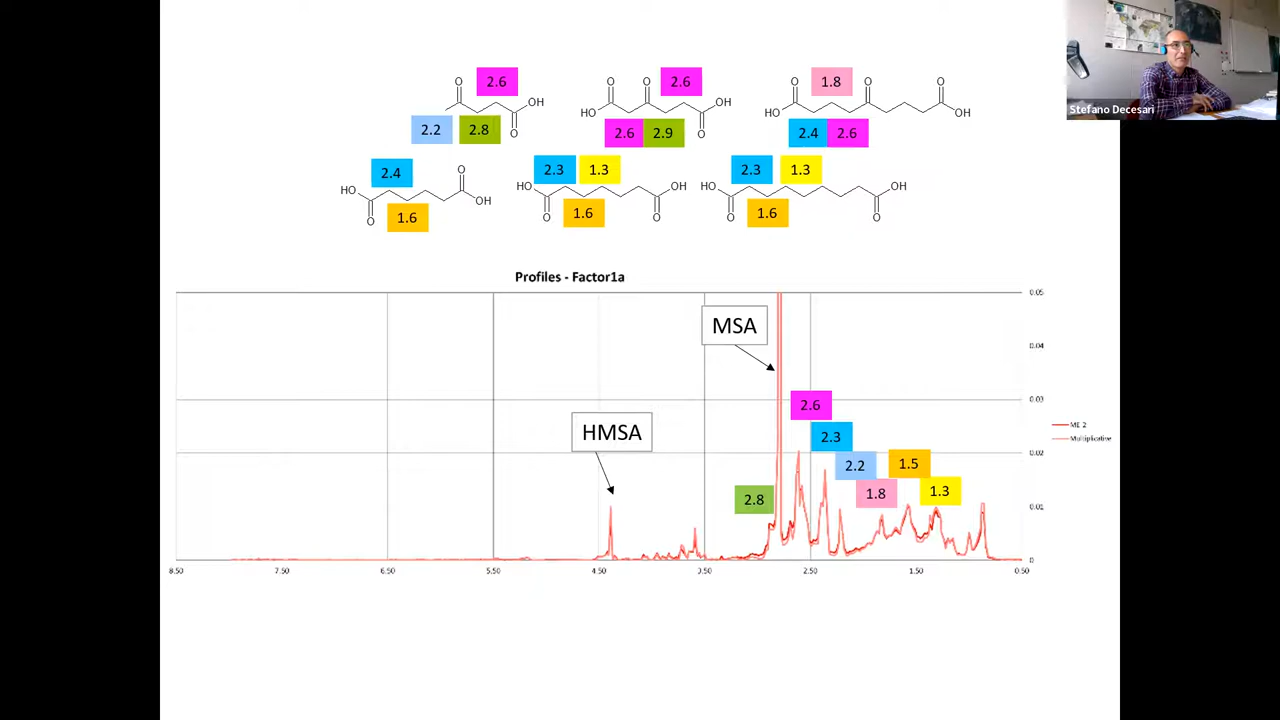 Stefano Decesari
O 2.6 OH
2.2 2.8 O
O O 2.6
HO OH
2.6 2.9 O
O 1.8 O O
HO OH
2.4 2.6
2.4 O
HO OH
O 1.6
2.3 1.3
HO OH
O 1.6 O
2.3 1.3
HO OH
O 1.6 O
Profiles - Factor1a
0.05
MSA
0.04
2.6
0.03
HMSA
2.3
ME 2
Multiplicative
0.02
2.2 1.5
1.8 1.3
2.8
0.01
0
8.50 7.50 6.50 5.50 4.50 3.50 2.50 1.50 0.50